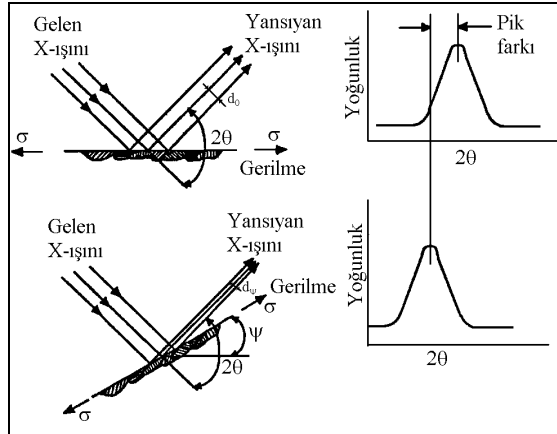 Gelen
X-ışını
Yansıyan
X-ışını
d₀
2θ
σ
σ
Gerilme
Pik
farkı
Yoğunluk
2θ
Gelen
X-ışını
Yansıyan
X-ışını
dψ
Gerilme
σ
ψ
2θ
σ
Yoğunluk
2θ